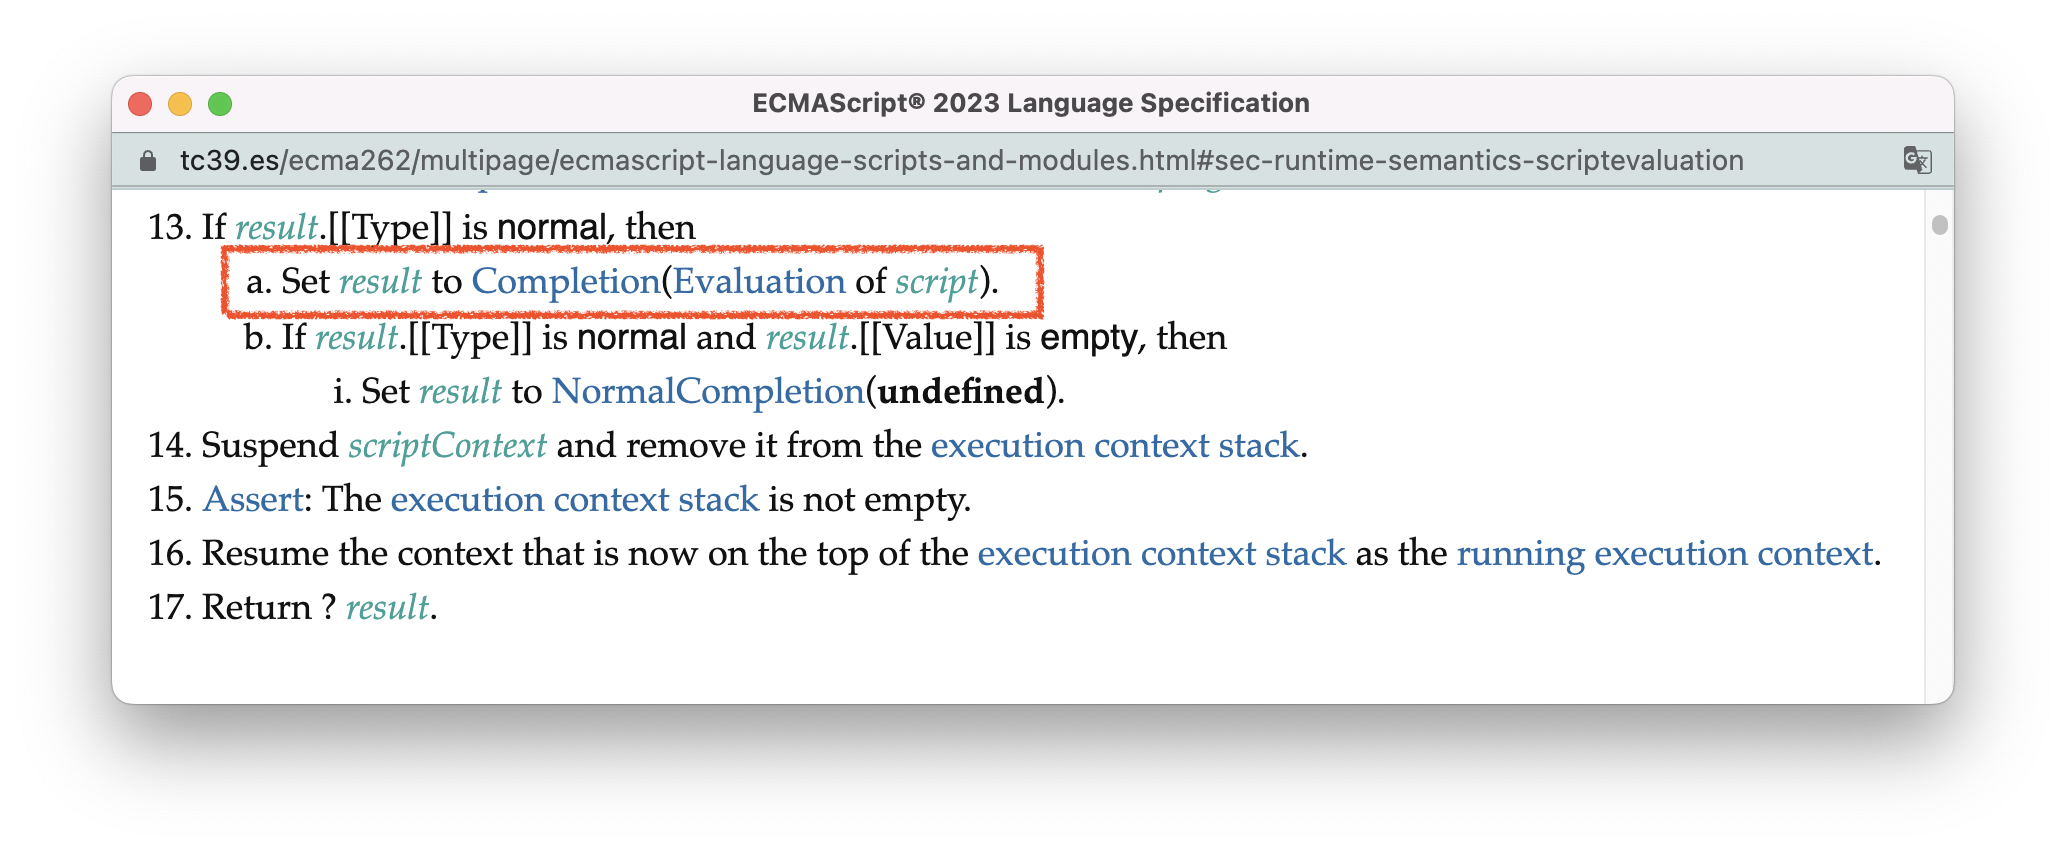 ECMAScript® 2023 Language Specification
tc39.es/ecma262/multipage/ecmascript-language-scripts-and-modules.html#sec-runtime-semantics-scriptevaluation
13. If result.[[Type]] is normal, then
a. Set result to Completion(Evaluation of script).
b. If result.[[Type]] is normal and result.[[Value]] is empty, then
i. Set result to NormalCompletion(undefined).
14. Suspend scriptContext and remove it from the execution context stack.
15. Assert: The execution context stack is not empty.
16. Resume the context that is now on the top of the execution context stack as the running execution context.
17. Return ? result.